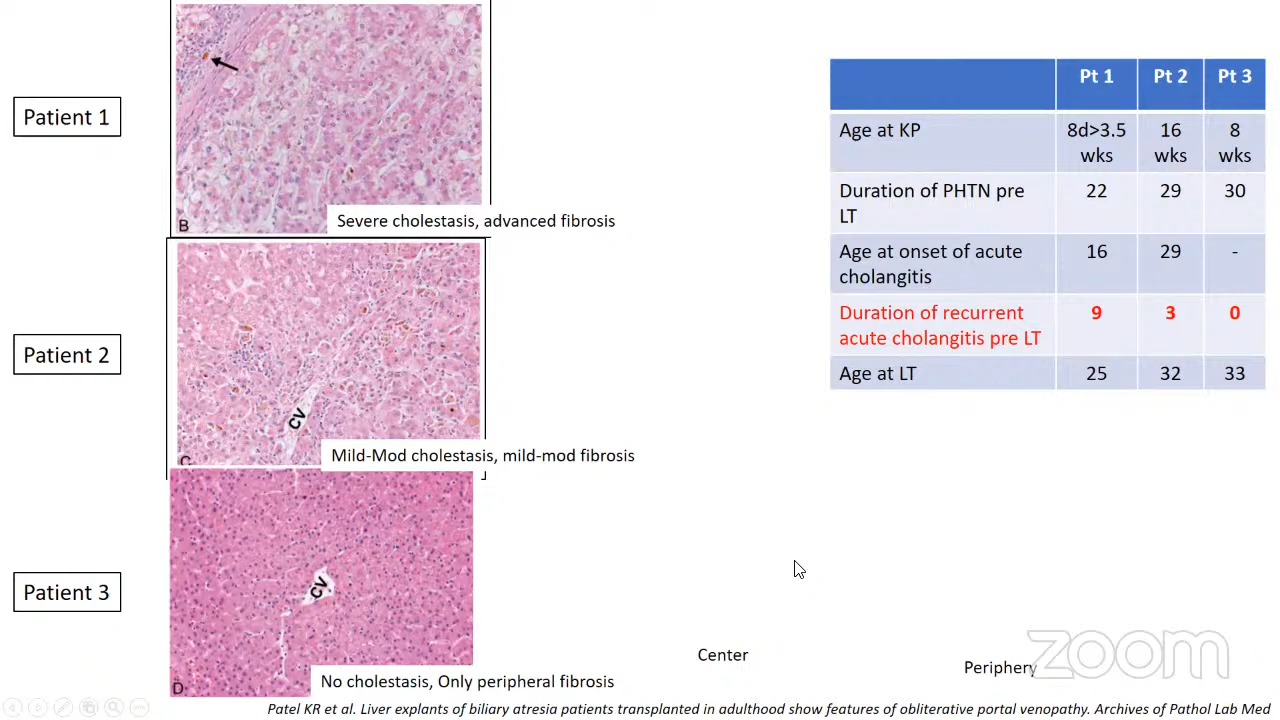 Patient 1
B
Severe cholestasis, advanced fibrosis
Patient 2
CV
C
Mild-Mod cholestasis, mild-mod fibrosis
Patient 3
CV
D
No cholestasis, Only peripheral fibrosis
Pt 1 Pt 2 Pt 3
Age at KP 8d>3.5 16 8
wks wks wks
Duration of PHTN pre 22 29 30
LT
Age at onset of acute 16 29 -
cholangitis
Duration of recurrent 9 3 0
acute cholangitis pre LT
Age at LT 25 32 33
Center
Periphery
zoom
Patel KR et al. Liver explants of biliary atresia patients transplanted in adulthood show features of obliterative portal venopathy. Archives of Pathol Lab Med